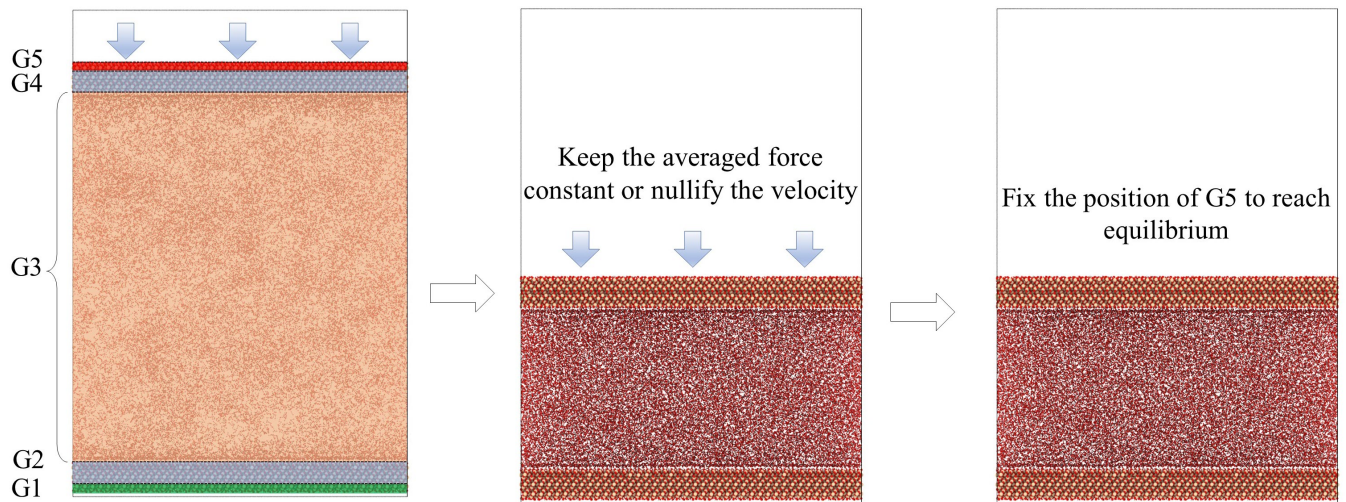 G5
G4
G3
G2
G1
Keep the averaged force
constant or nullify the velocity
Fix the position of G5 to reach
equilibrium